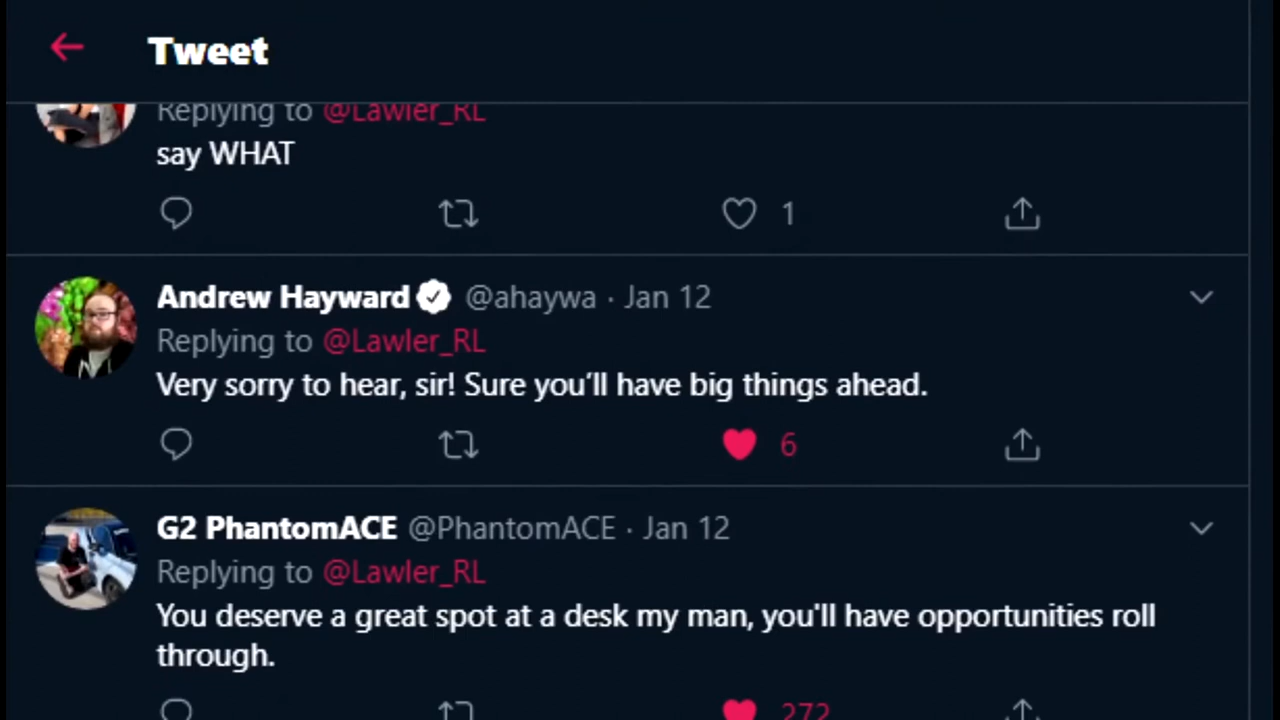 Tweet
Replying to @Lawler_RL
say WHAT
1
Andrew Hayward @ahaywa · Jan 12
Replying to @Lawler_RL
Very sorry to hear, sir! Sure you’ll have big things ahead.
6
G2 PhantomACE @PhantomACE · Jan 12
Replying to @Lawler_RL
You deserve a great spot at a desk my man, you'll have opportunities roll
through.
272